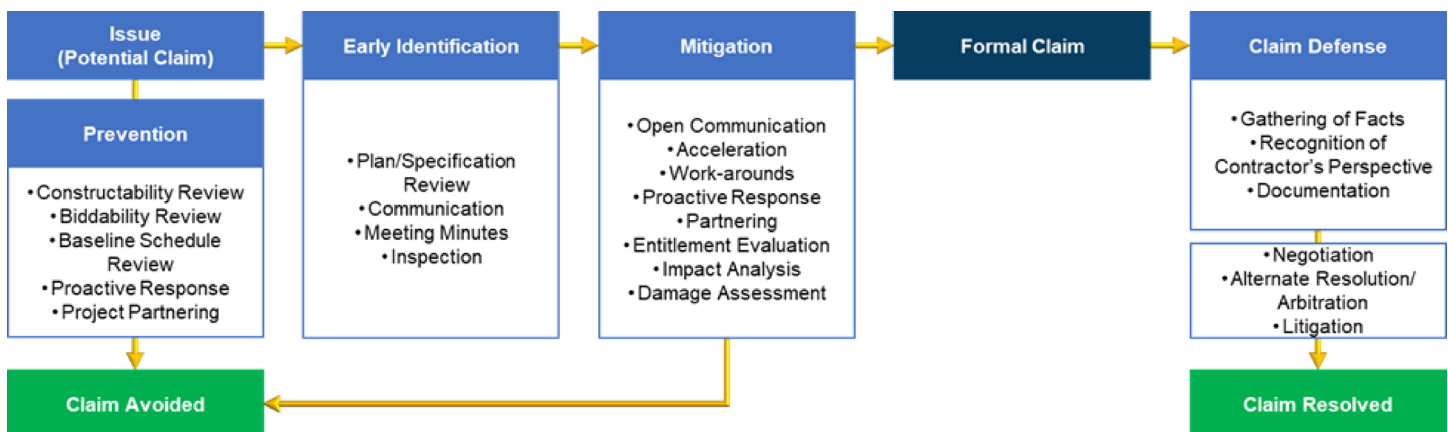 Issue
(Potential Claim)
Prevention
•Constructability Review
•Biddability Review
•Baseline Schedule
Review
•Proactive Response
•Project Partnering
Claim Avoided
Early Identification
•Plan/Specification
Review
•Communication
•Meeting Minutes
•Inspection
Mitigation
•Open Communication
•Acceleration
•Work-arounds
•Proactive Response
•Partnering
•Entitlement Evaluation
•Impact Analysis
•Damage Assessment
Formal Claim
Claim Defense
•Gathering of Facts
•Recognition of
Contractor's Perspective
•Documentation
•Negotiation
•Alternate Resolution/
Arbitration
•Litigation
Claim Resolved